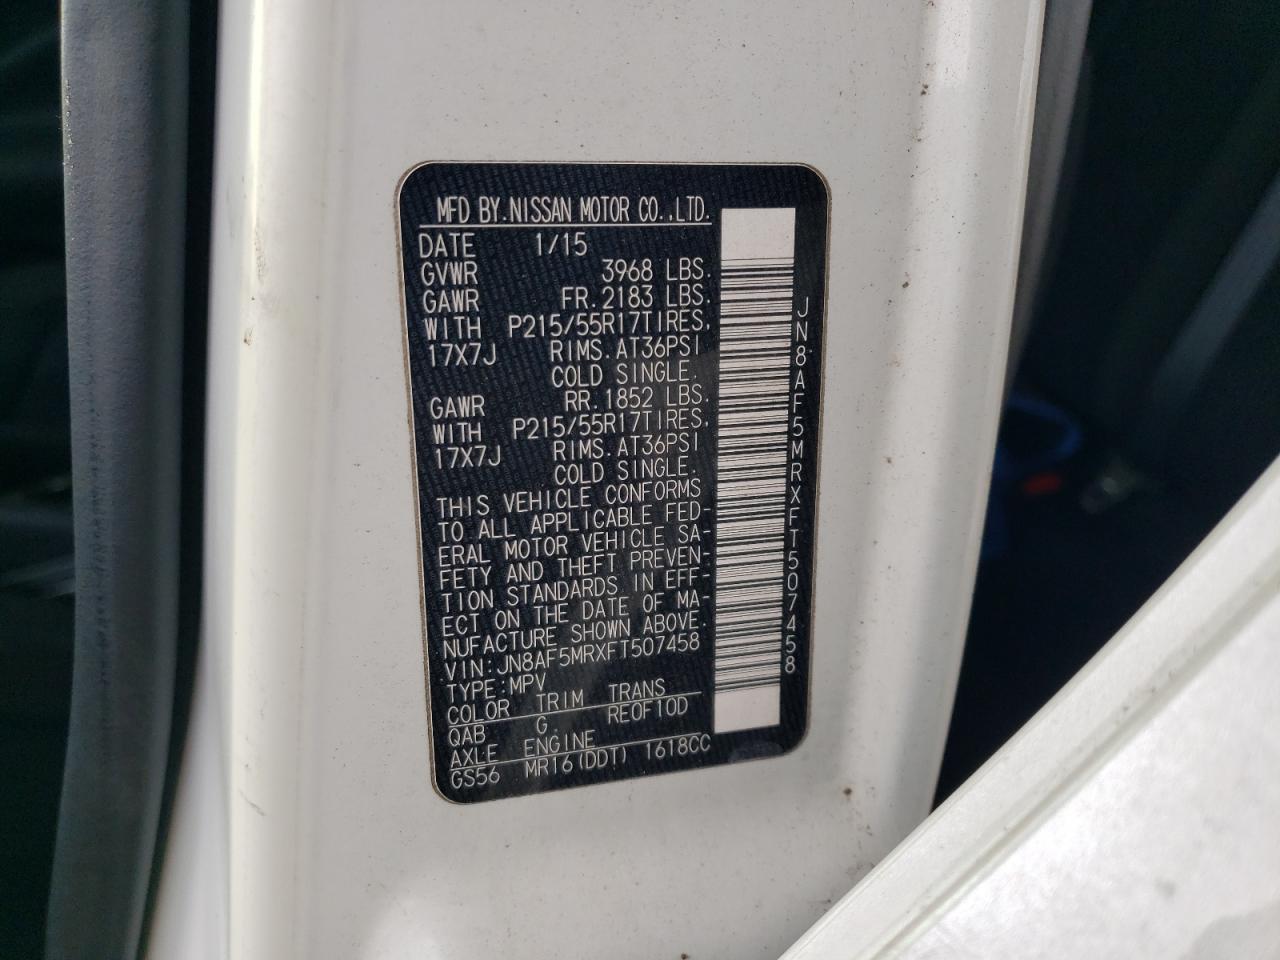 MFD BY.NISSAN MOTOR CO.,LTD.
DATE 1/15
GVWR 3968 LBS.
GAWR FR.2183 LBS.
WITH P215/55R17TIRES,
17X7J RIMS.AT36PSI
COLD SINGLE.
GAWR RR.1852 LBS.
WITH P215/55R17TIRES,
17X7J RIMS.AT36PSI
COLD SINGLE.
THIS VEHICLE CONFORMS
TO ALL APPLICABLE FED-
ERAL MOTOR VEHICLE SA-
FETY AND THEFT PREVEN-
TION STANDARDS IN EFF-
ECT ON THE DATE OF MA-
NUFACTURE SHOWN ABOVE.
VIN:JN8AF5MRXFT507458
TYPE:MPV
COLOR TRIM TRANS
QAB G. REOF10D
AXLE ENGINE
GS56 MR16(DDT) 1618CC
JN8AF5MRXFT507458